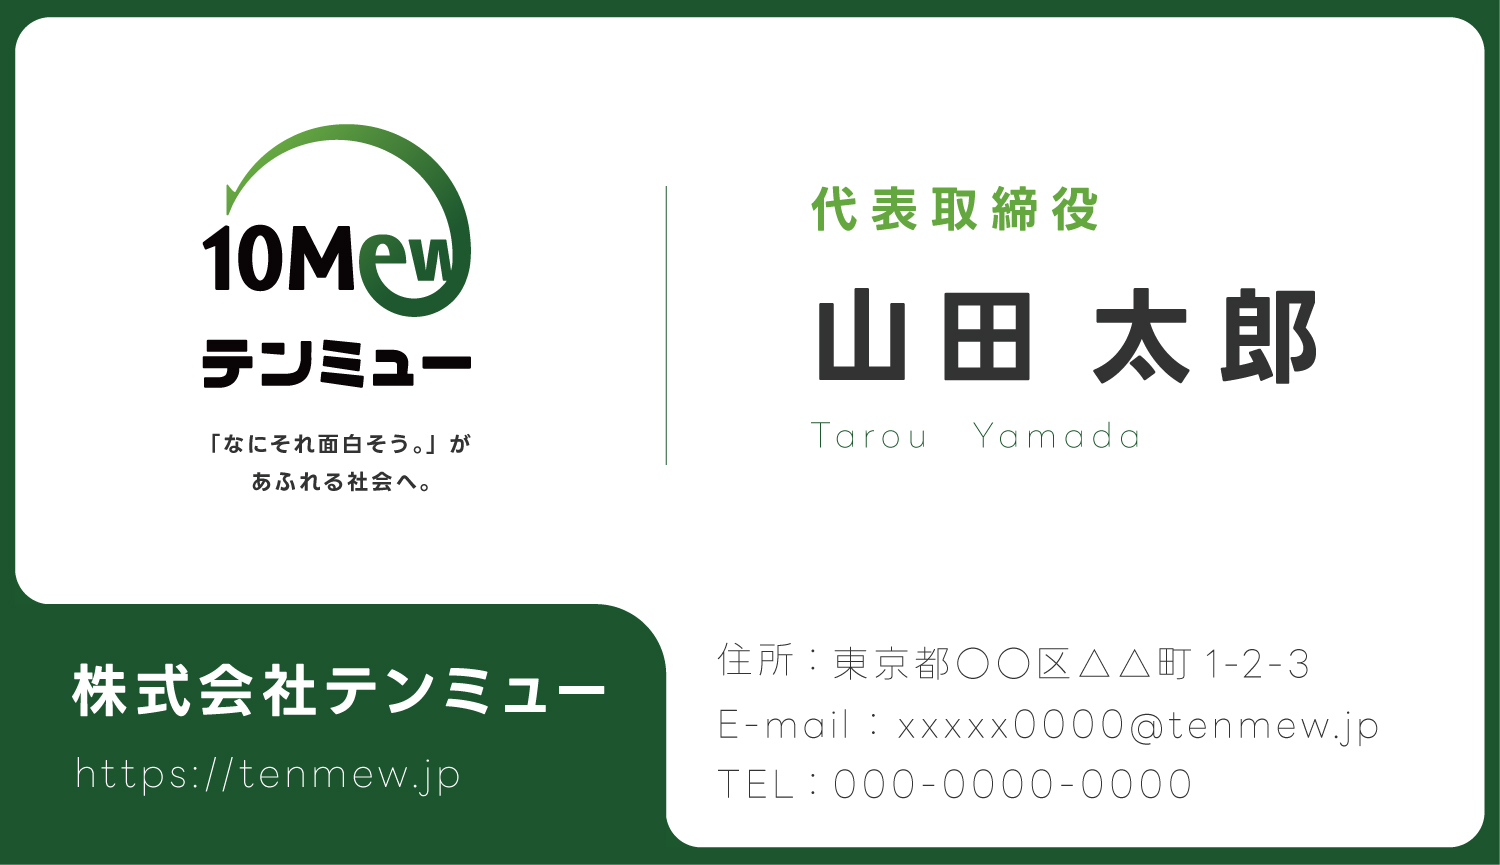 10Mew
テンミュー
「なにそれ面白そう。」が
あふれる社会へ。
代表取締役
山田 太郎
Tarou　Yamada
株式会社テンミュー
https://tenmew.jp
住所：東京都〇〇区△△町1-2-3
E-mail：xxxxx0000@tenmew.jp
TEL：000-0000-0000